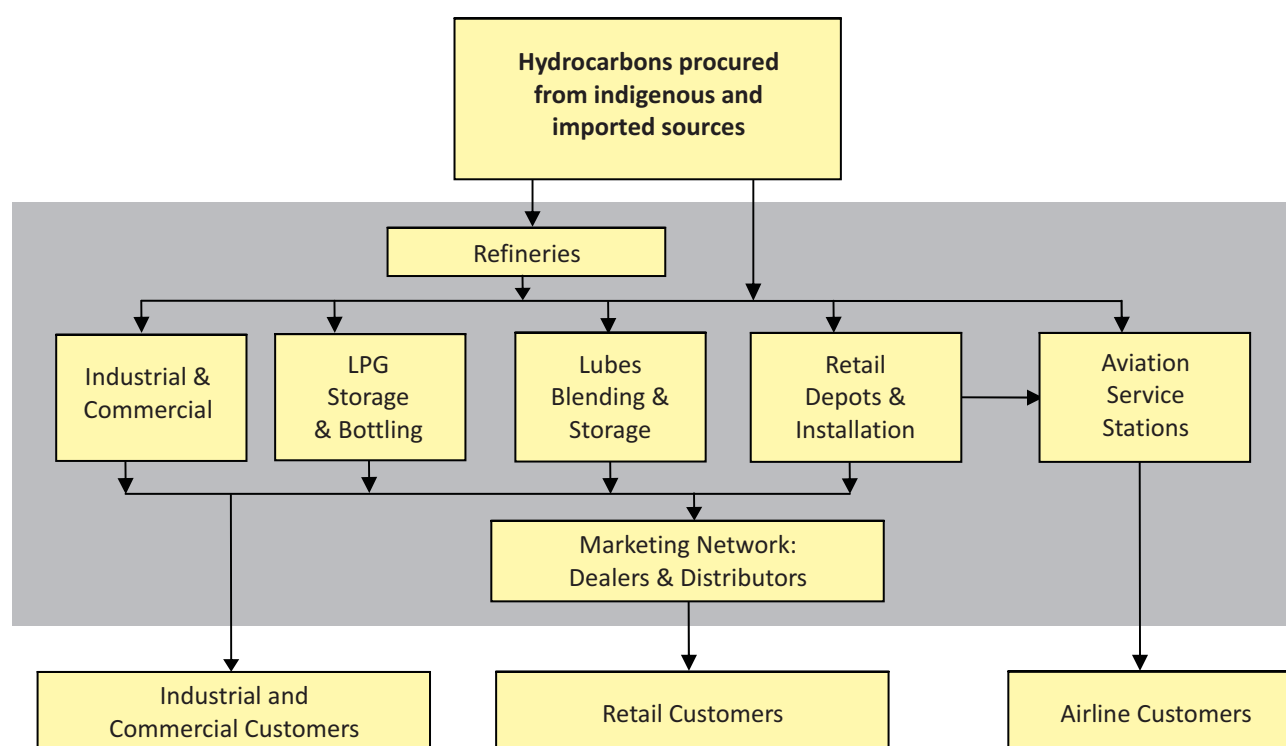 Hydrocarbons procured
from indigenous and
imported sources
Refineries
Industrial &
Commercial
LPG
Storage
& Bottling
Lubes
Blending &
Storage
Retail
Depots &
Installation
Aviation
Service
Stations
Marketing Network:
Dealers & Distributors
Industrial and
Commercial Customers
Retail Customers
Airline Customers